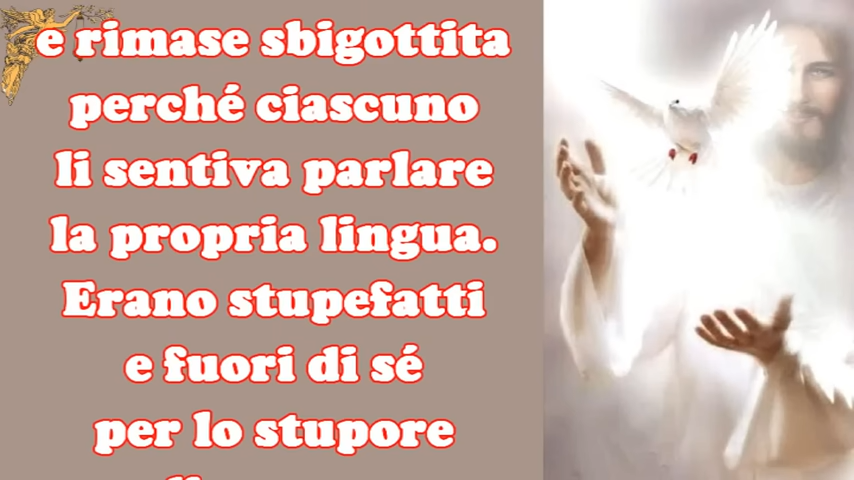 e rimase sbigottita
perché ciascuno
li sentiva parlare
la propria lingua.
Erano stupefatti
e fuori di sé
per lo stupore